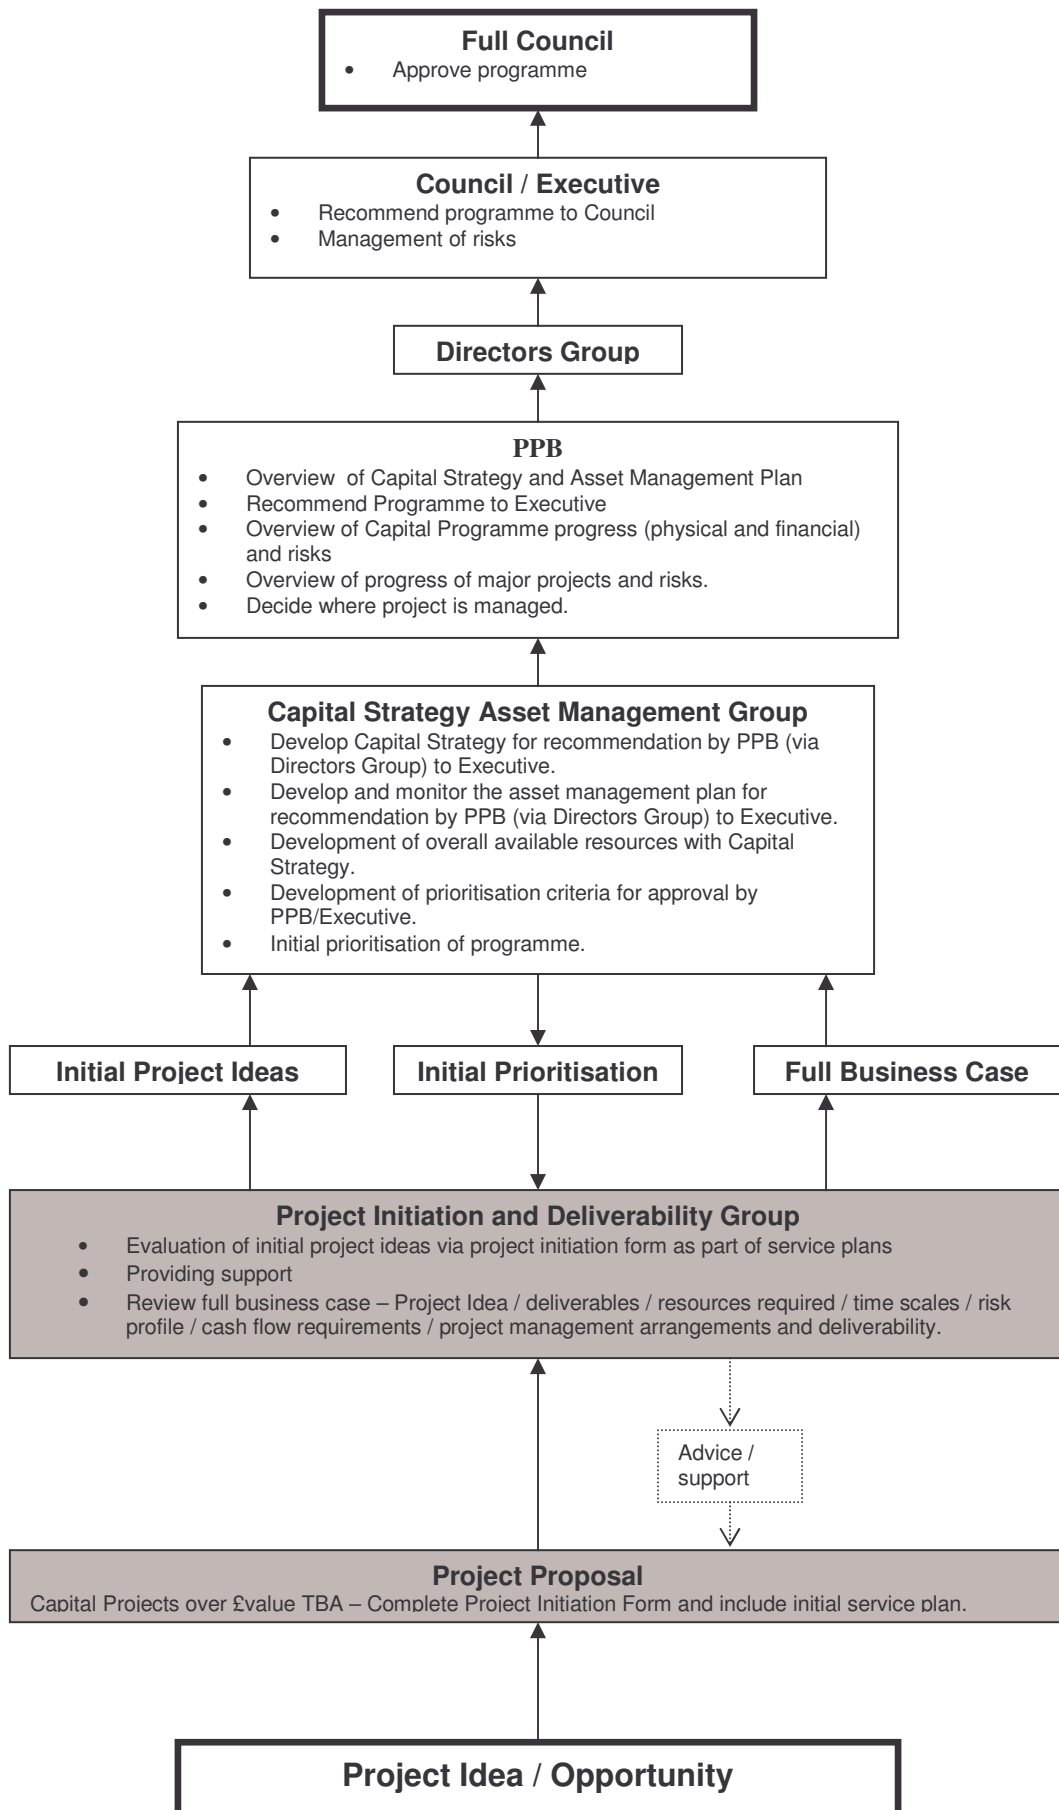 Full Council
• Approve programme
Council / Executive
• Recommend programme to Council
• Management of risks
Directors Group
PPB
• Overview of Capital Strategy and Asset Management Plan
• Recommend Programme to Executive
• Overview of Capital Programme progress (physical and financial)
and risks
• Overview of progress of major projects and risks.
• Decide where project is managed.
Capital Strategy Asset Management Group
• Develop Capital Strategy for recommendation by PPB (via
Directors Group) to Executive.
• Develop and monitor the asset management plan for
recommendation by PPB (via Directors Group) to Executive.
• Development of overall available resources with Capital
Strategy.
• Development of prioritisation criteria for approval by
PPB/Executive.
• Initial prioritisation of programme.
Initial Project Ideas
Initial Prioritisation
Full Business Case
Project Initiation and Deliverability Group
• Evaluation of initial project ideas via project initiation form as part of service plans
• Providing support
• Review full business case – Project Idea / deliverables / resources required / time scales / risk
profile / cash flow requirements / project management arrangements and deliverability.
Advice /
support
Project Proposal
Capital Projects over £value TBA – Complete Project Initiation Form and include initial service plan.
Project Idea / Opportunity